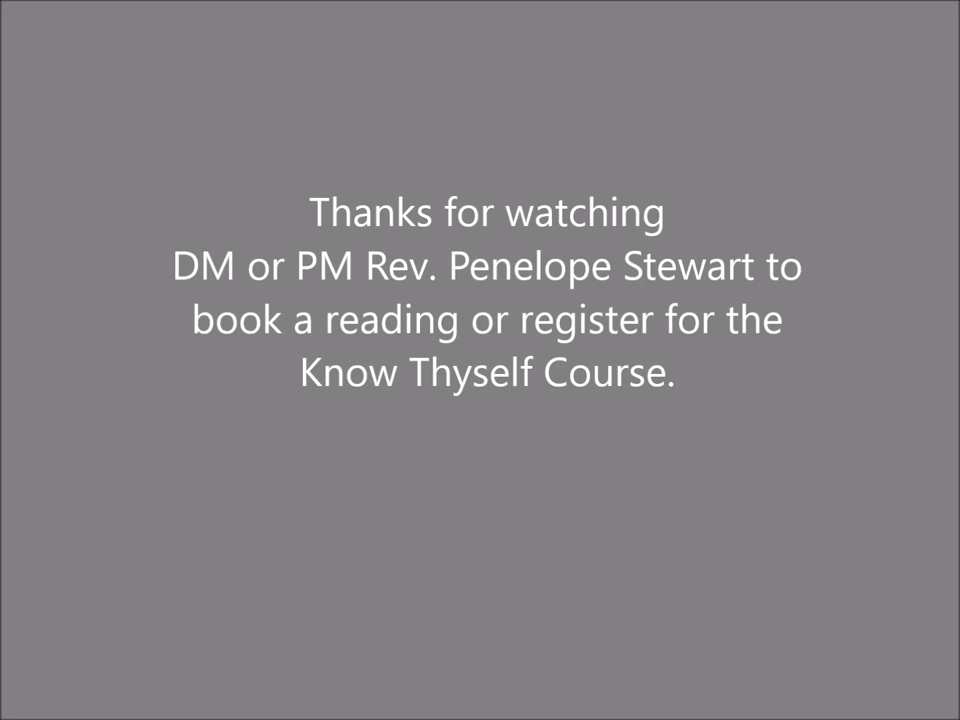 Thanks for watching
DM or PM Rev. Penelope Stewart to
book a reading or register for the
Know Thyself Course.